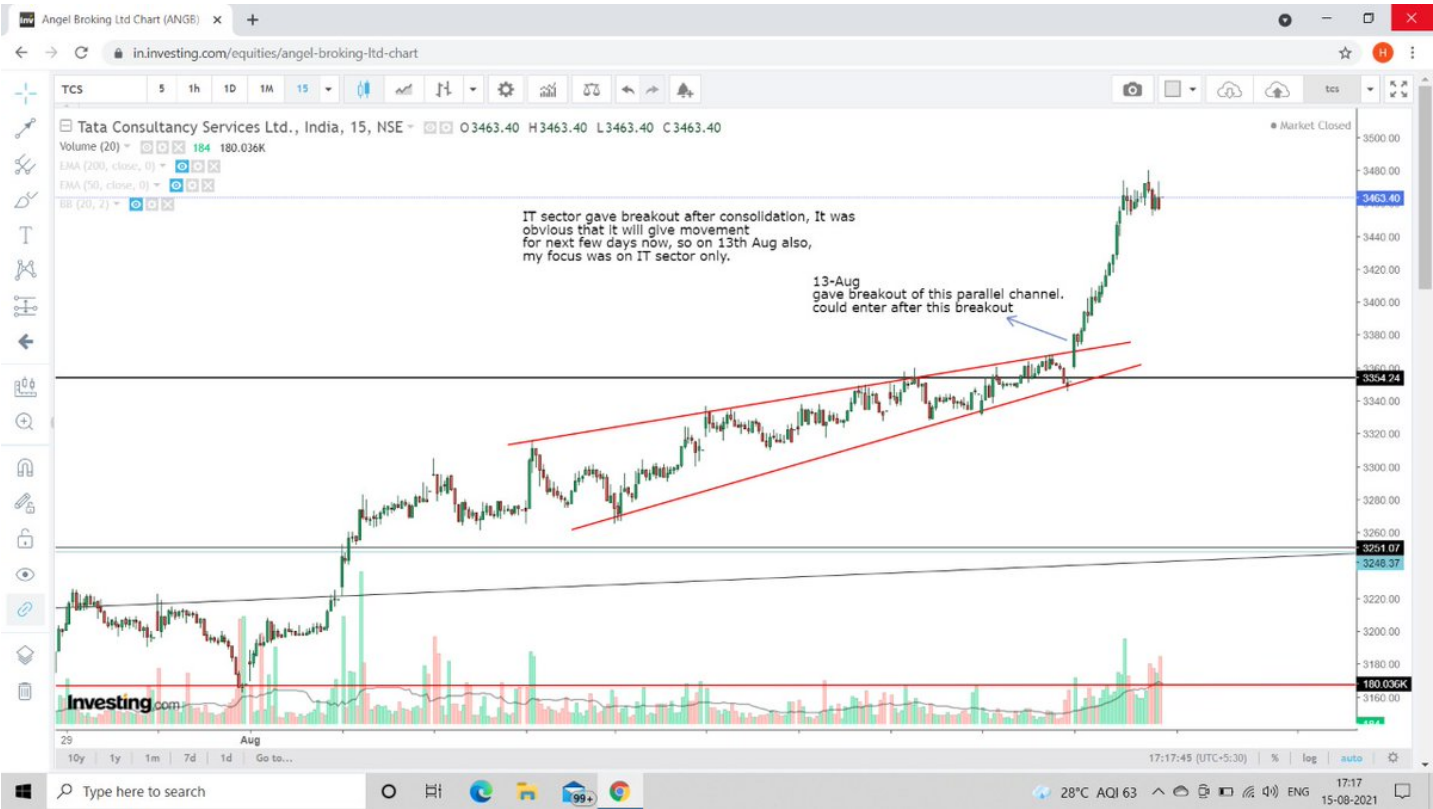 Angel Broking Ltd Chart (ANGB)
in.investing.com/equities/angel-broking-ltd-chart
H
TCS 5 1h 1D 1M 15 tcs
Tata Consultancy Services Ltd., India, 15, NSE O3463.40 H3463.40 L3463.40 C3463.40
Market Closed
Volume (20) 184 180.036K
EMA (200, close, 0)
EMA (50, close, 0)
BB (20, 2)
IT sector gave breakout after consolidation, It was
obvious that it will give movement
for next few days now, so on 13th Aug also,
my focus was on IT sector only.
13-Aug
gave breakout of this parallel channel.
could enter after this breakout
3500.00
3480.00
3463.40
3440.00
3420.00
3400.00
3380.00
3360.00
3354.24
3340.00
3320.00
3300.00
3280.00
3260.00
3251.07
3248.37
3220.00
3200.00
3180.00
180.036K
3160.00
184
Investing.com
29 Aug
10y 1y 1m 7d 1d Go to...
17:17:45 (UTC+5:30) % log auto
Type here to search
99+
28°C AQI 63 ENG
17:17
15-08-2021